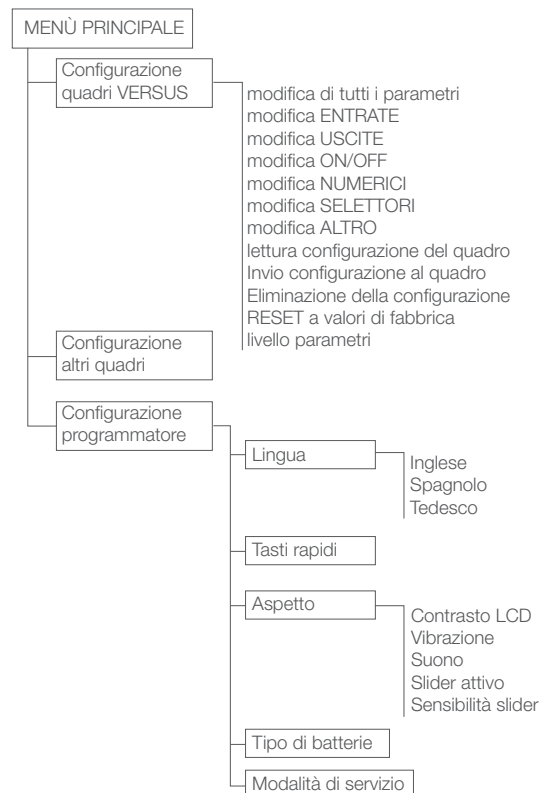 MENÙ PRINCIPALE
Configurazione
quadri VERSUS
modifica di tutti i parametri
modifica ENTRATE
modifica USCITE
modifica ON/OFF
modifica NUMERICI
modifica SELETTORI
modifica ALTRO
lettura configurazione del quadro
Invio configurazione al quadro
Eliminazione della configurazione
RESET a valori di fabbrica
livello parametri
Configurazione
altri quadri
Configurazione
programmatore
Lingua
Inglese
Spagnolo
Tedesco
Tasti rapidi
Aspetto
Contrasto LCD
Vibrazione
Suono
Slider attivo
Sensibilità slider
Tipo di batterie
Modalità di servizio